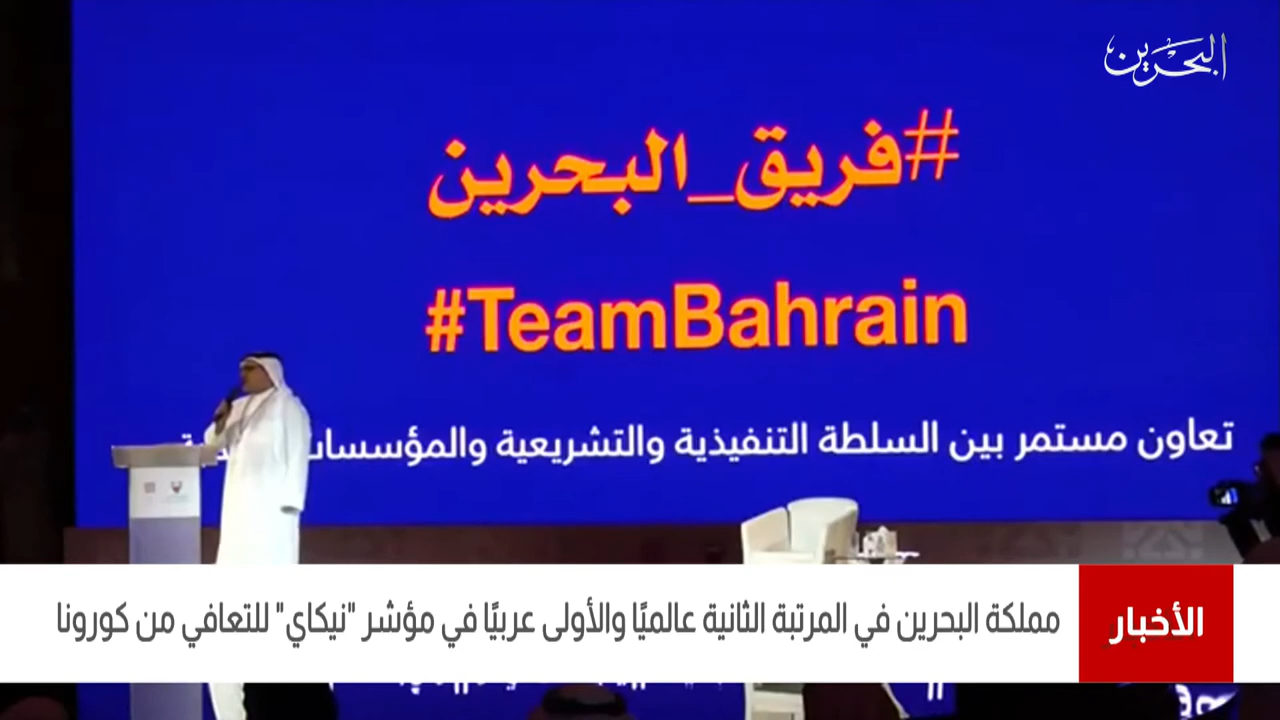 البحرين
#فريق_البحرين
#TeamBahrain
تعاون مستمر بين السلطة التنفيذية والتشريعية والمؤسسات
الأخبار
مملكة البحرين في المرتبة الثانية عالميًا والأولى عربيًا في مؤشر "نيكاي" للتعافي من كورونا